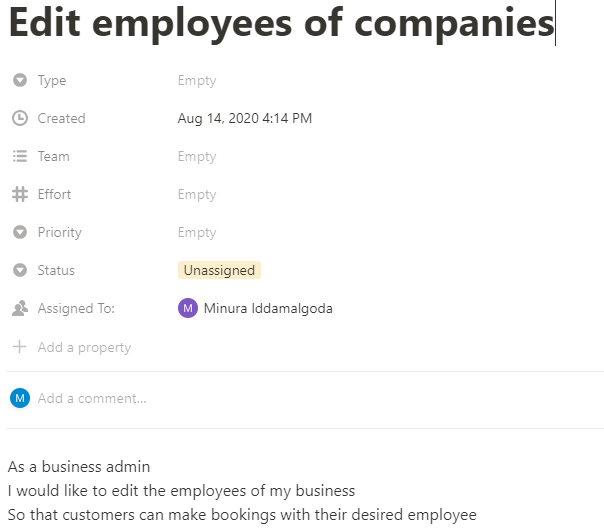 Edit employees of companies
Type Empty
Created Aug 14, 2020 4:14 PM
Team Empty
Effort Empty
Priority Empty
Status Unassigned
Assigned To: M Minura Iddamalgoda
Add a property
M Add a comment...
As a business admin
I would like to edit the employees of my business
So that customers can make bookings with their desired employee